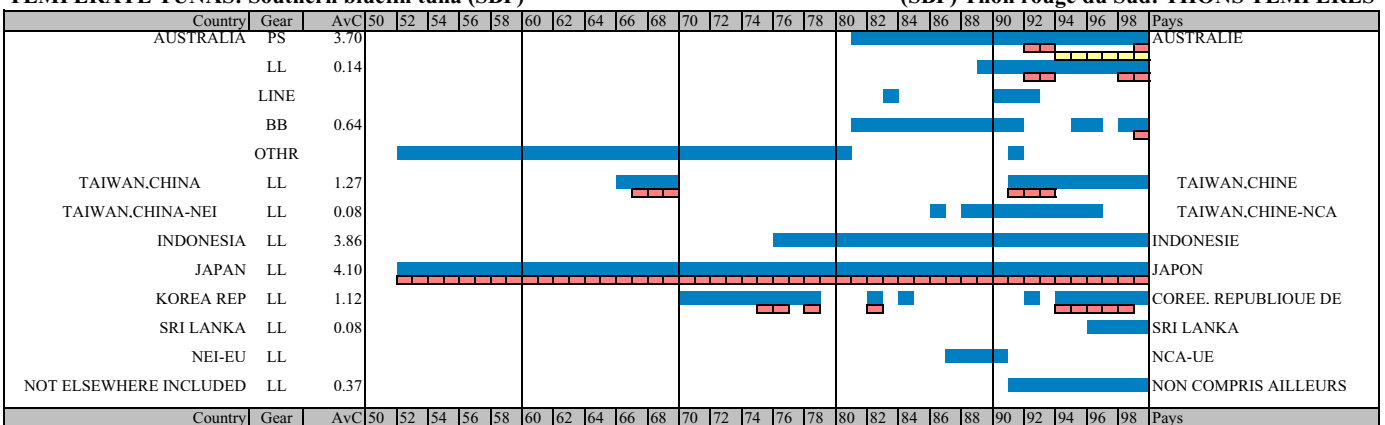 TEMPERATE TUNAS: Southern bluefin tuna (SBF) (SBF) Thon rouge du Sud: THONS TEMPÉRÉS
Country Gear AvC 50 52 54 56 58 60 62 64 66 68 70 72 74 76 78 80 82 84 86 88 90 92 94 96 98 Pays
AUSTRALIA PS 3.70 AUSTRALIE
LL 0.14
LINE
BB 0.64
OTHR
TAIWAN,CHINA LL 1.27 TAIWAN,CHINE
TAIWAN,CHINA-NEI LL 0.08 TAIWAN,CHINE-NCA
INDONESIA LL 3.86 INDONESIE
JAPAN LL 4.10 JAPON
KOREA REP LL 1.12 COREE, REPUBLIQUE DE
SRI LANKA LL 0.08 SRI LANKA
NEI-EU LL NCA-UE
NOT ELSEWHERE INCLUDED LL 0.37 NON COMPRIS AILLEURS
Country Gear AvC 50 52 54 56 58 60 62 64 66 68 70 72 74 76 78 80 82 84 86 88 90 92 94 96 98 Pays